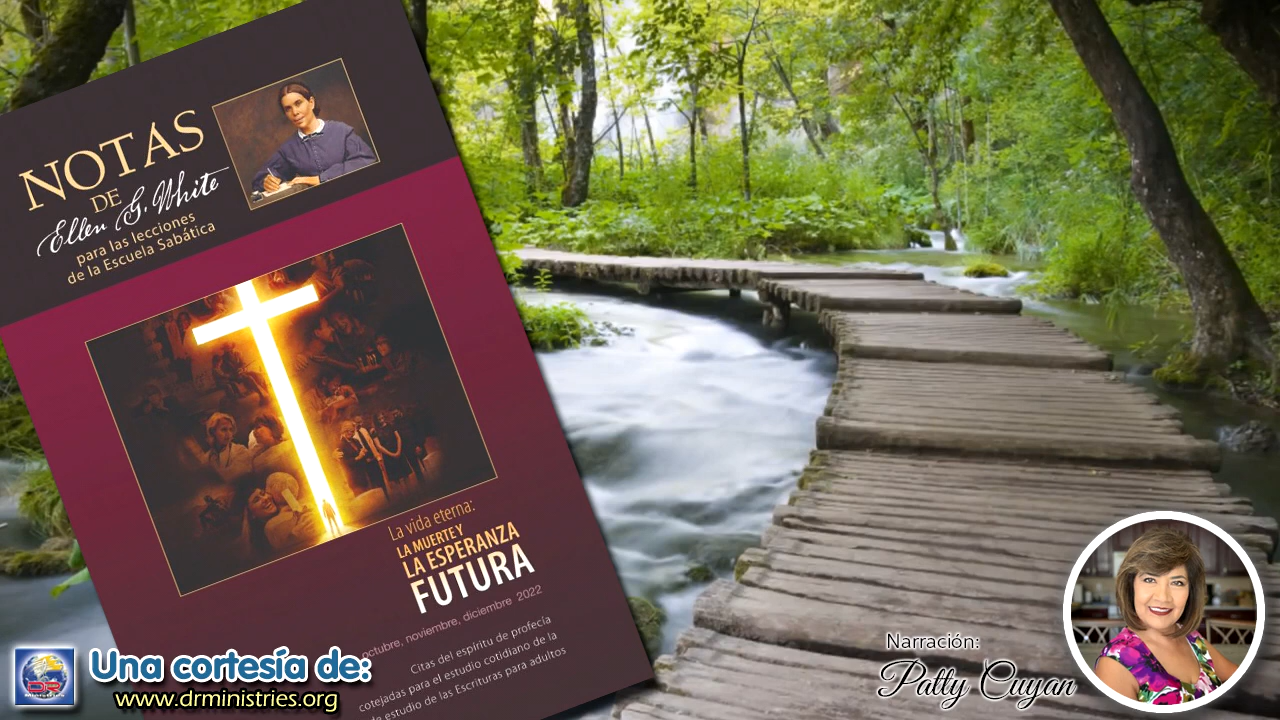 NOTAS
DE
Ellen G. White
para las lecciones
de la Escuela Sabática
La vida eterna:
LA MUERTE Y
LA ESPERANZA
FUTURA
octubre, noviembre, diciembre 2022
Citas del espíritu de profecía
cotejadas para el estudio cotidiano de la
de estudio de las Escrituras para adultos
DR
Ministries
Una cortesía de:
www.drministries.org
Narración:
Patty Cuyan